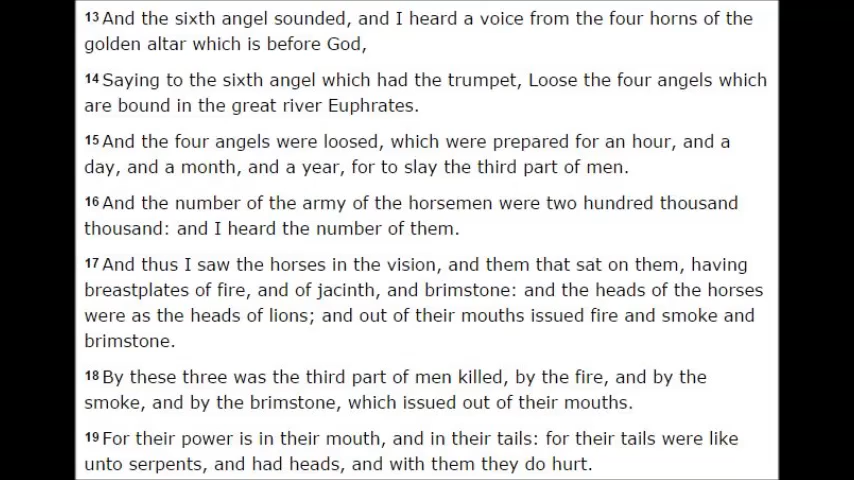 13 And the sixth angel sounded, and I heard a voice from the four horns of the
golden altar which is before God,
14 Saying to the sixth angel which had the trumpet, Loose the four angels which
are bound in the great river Euphrates.
15 And the four angels were loosed, which were prepared for an hour, and a
day, and a month, and a year, for to slay the third part of men.
16 And the number of the army of the horsemen were two hundred thousand
thousand: and I heard the number of them.
17 And thus I saw the horses in the vision, and them that sat on them, having
breastplates of fire, and of jacinth, and brimstone: and the heads of the horses
were as the heads of lions; and out of their mouths issued fire and smoke and
brimstone.
18 By these three was the third part of men killed, by the fire, and by the
smoke, and by the brimstone, which issued out of their mouths.
19 For their power is in their mouth, and in their tails: for their tails were like
unto serpents, and had heads, and with them they do hurt.